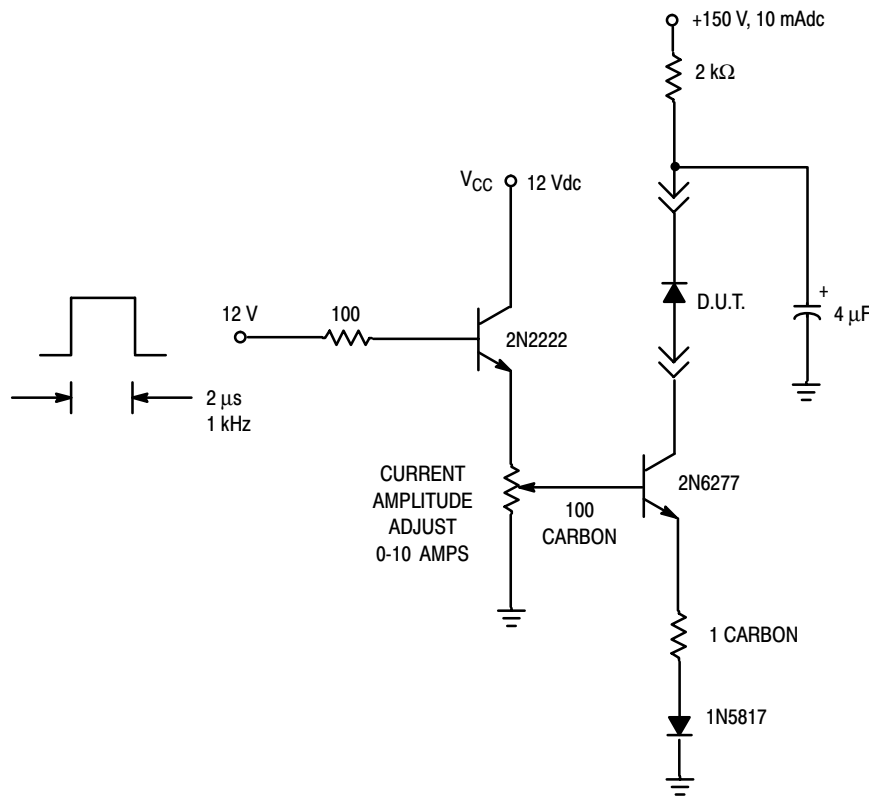 +150 V, 10 mAdc
2 kΩ
VCC 12 Vdc
12 V
100
2N2222
D.U.T.
+
4 μF
2 μs
1 kHz
CURRENT
AMPLITUDE
ADJUST
0-10 AMPS
100
CARBON
2N6277
1 CARBON
1N5817